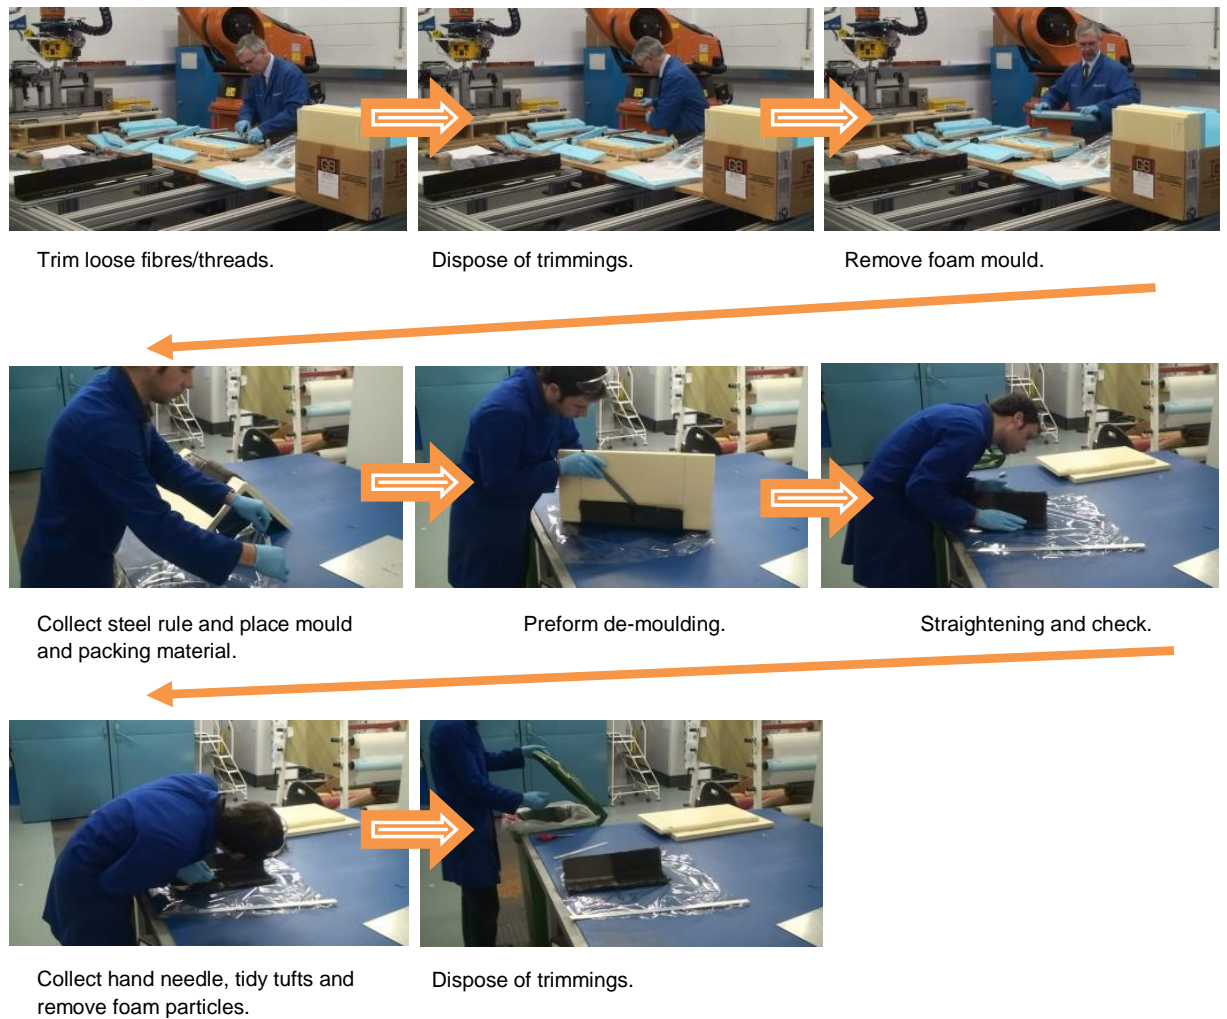 Trim loose fibres/threads.
Dispose of trimmings.
Remove foam mould.
Collect steel rule and place mould
and packing material.
Preform de-moulding.
Straightening and check.
Collect hand needle, tidy tufts and
remove foam particles.
Dispose of trimmings.